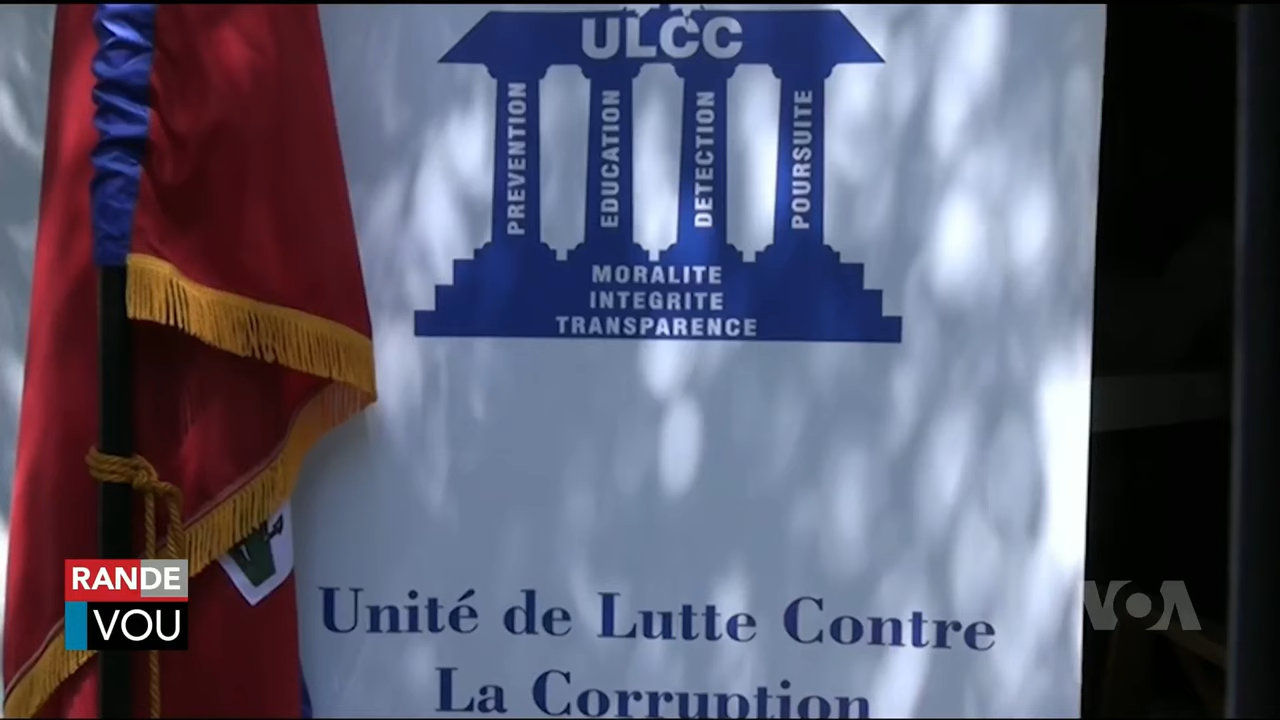 ULCC
PREVENTION
EDUCATION
DETECTION
POURSUITE
MORALITE
INTEGRITE
TRANSPARENCE
Unité de Lutte Contre
La Corruption
RANDE
VOU
VOA